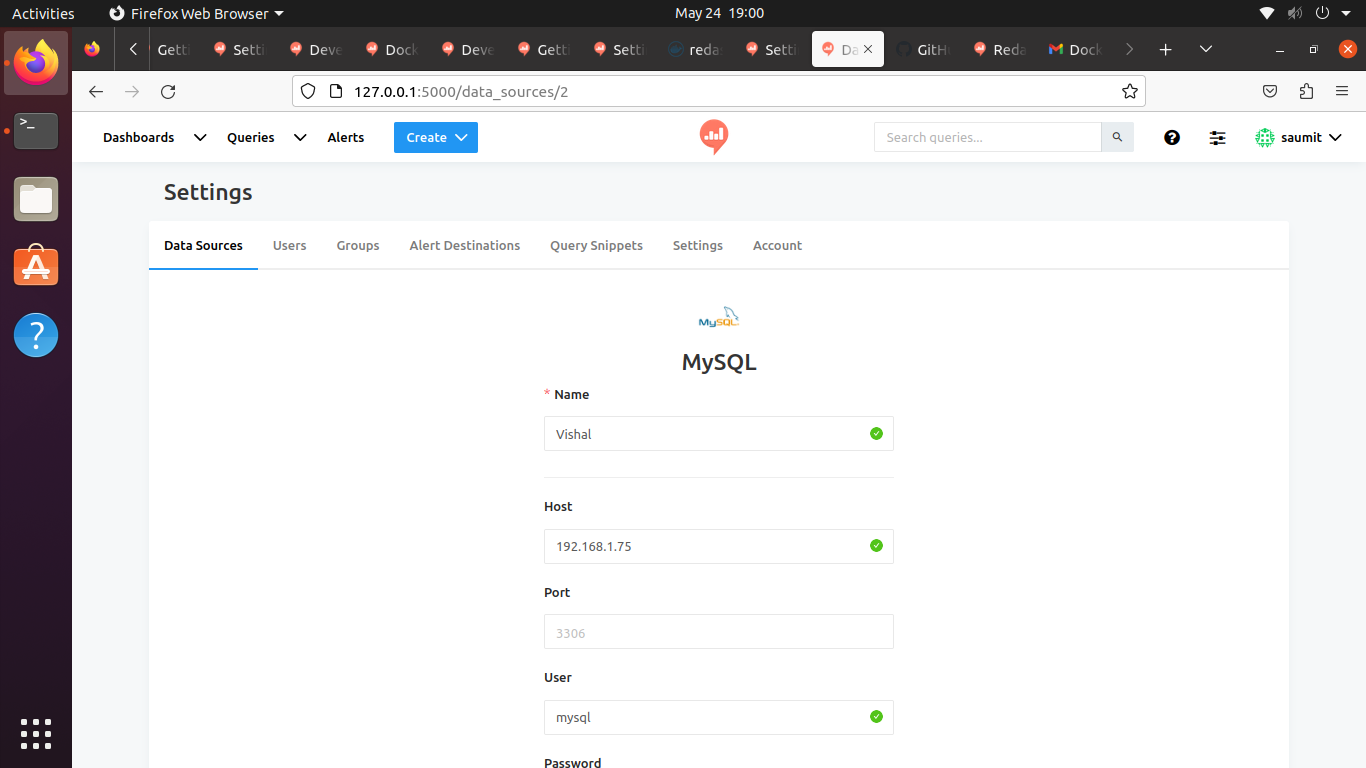 Activities Firefox Web Browser May 24 19:00
Getti Setti Deve Dock Deve Getti Setti redas Setti Da GitH Reda Dock
127.0.0.1:5000/data_sources/2
Dashboards Queries Alerts Create Search queries... saumit
Settings
Data Sources Users Groups Alert Destinations Query Snippets Settings Account
MySQL
MySQL
* Name
Vishal
Host
192.168.1.75
Port
3306
User
mysql
Password